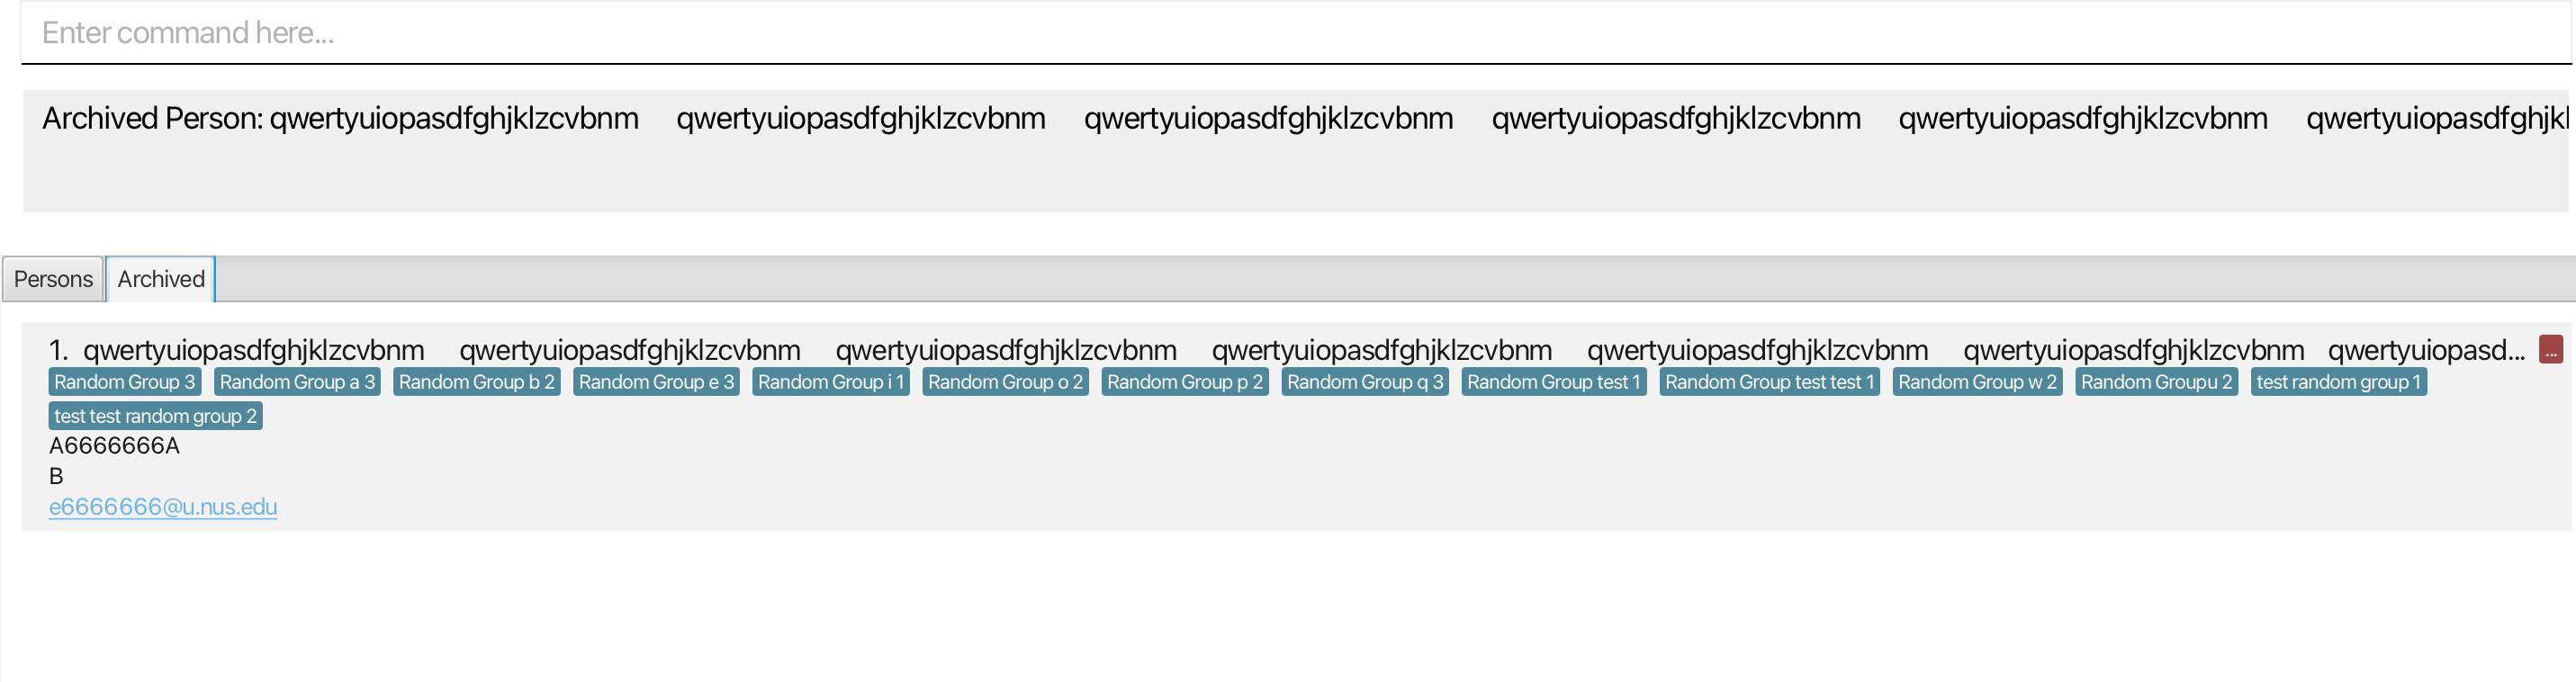 Enter command here...
Archived Person: qwertyuiopasdfghjklzcvbnm qwertyuiopasdfghjklzcvbnm qwertyuiopasdfghjklzcvbnm qwertyuiopasdfghjklzcvbnm qwertyuiopasdfghjklzcvbnm qwertyuiopasdfghjkl
Persons Archived
1. qwertyuiopasdfghjklzcvbnm qwertyuiopasdfghjklzcvbnm qwertyuiopasdfghjklzcvbnm qwertyuiopasdfghjklzcvbnm qwertyuiopasdfghjklzcvbnm qwertyuiopasdfghjklzcvbnm qwertyuiopasd... ...
Random Group 3 Random Group a 3 Random Group b 2 Random Group e 3 Random Group i 1 Random Group o 2 Random Group p 2 Random Group q 3 Random Group test 1 Random Group test test 1 Random Group w 2 Random Groupu 2 test random group 1
test test random group 2
A6666666A
B
e6666666@u.nus.edu